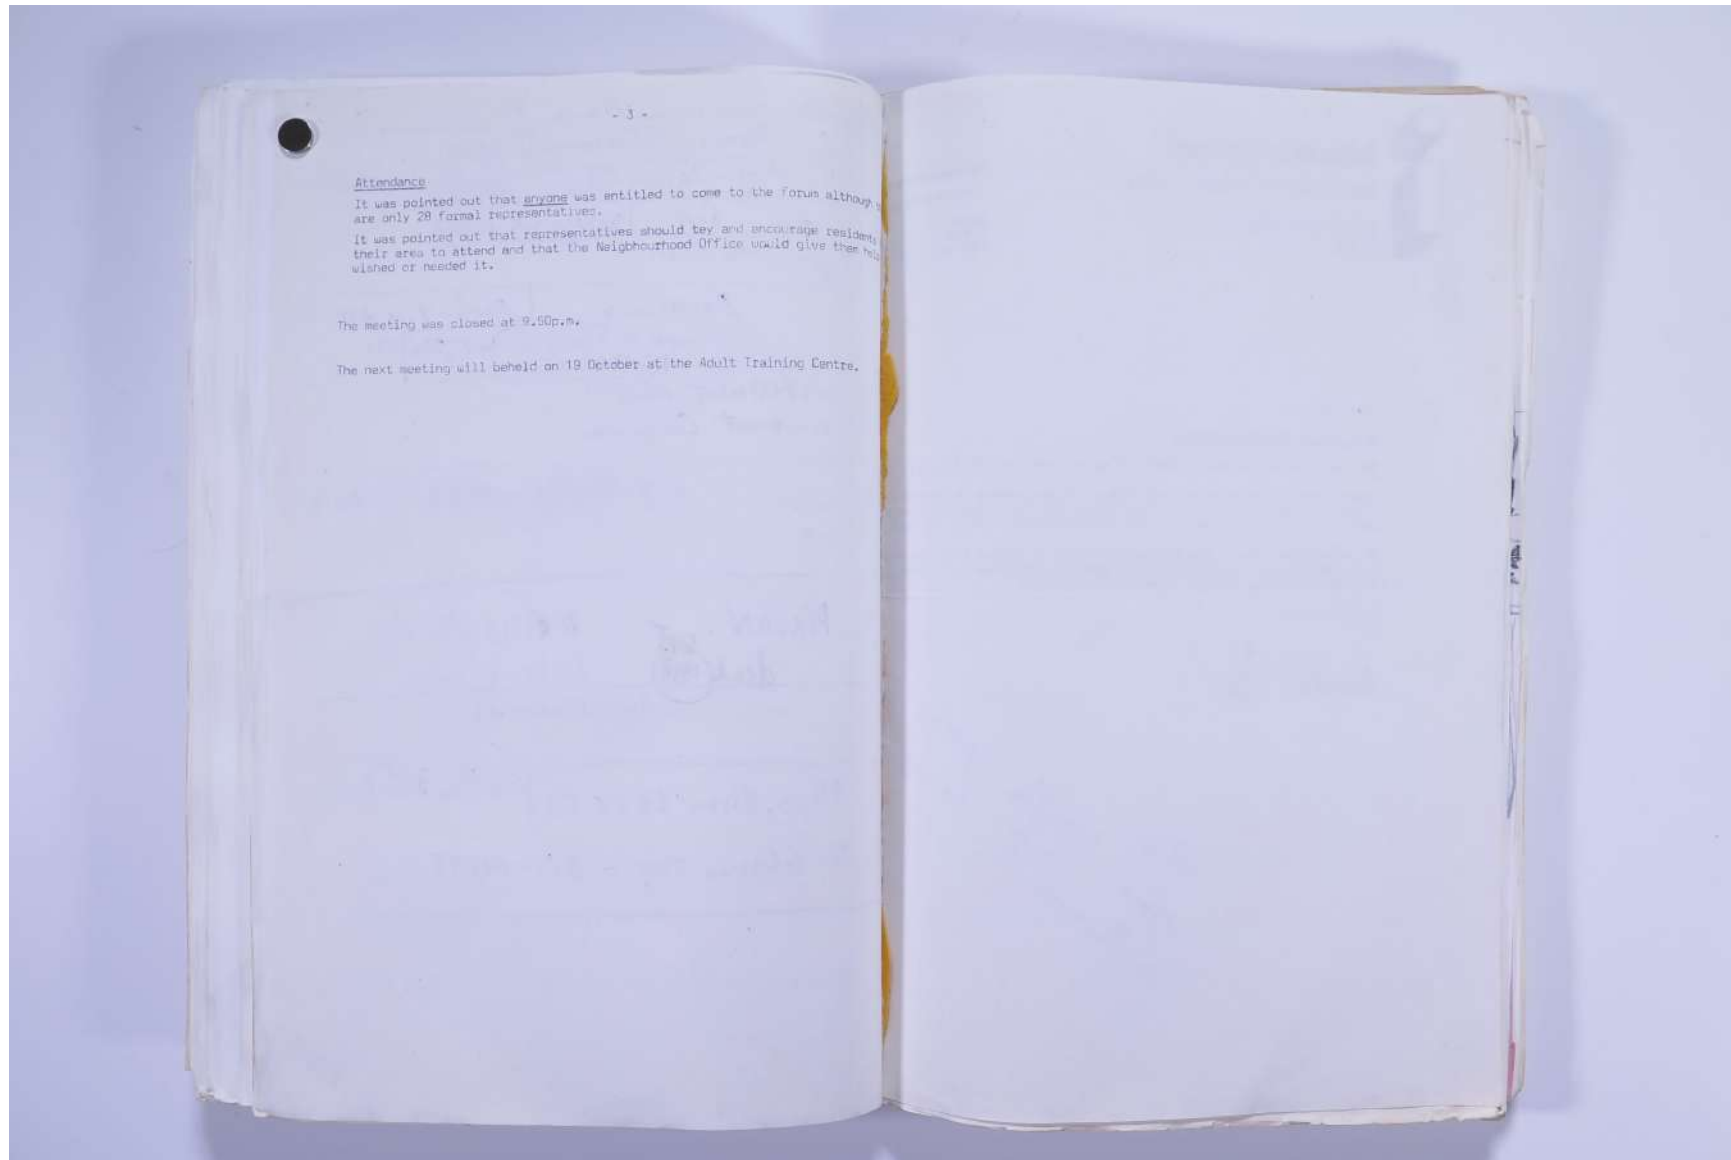 - 3 -
Attendance
It was pointed out that anyone was entitled to come to the forum although
are only 28 formal representatives.
It was pointed out that representatives should tey and encourage residents
their area to attend and that the Neigbhourhood Office would give them help
wished or needed it.
The meeting was closed at 9.50p.m.
The next meeting will beheld on 19 October at the Adult Training Centre.